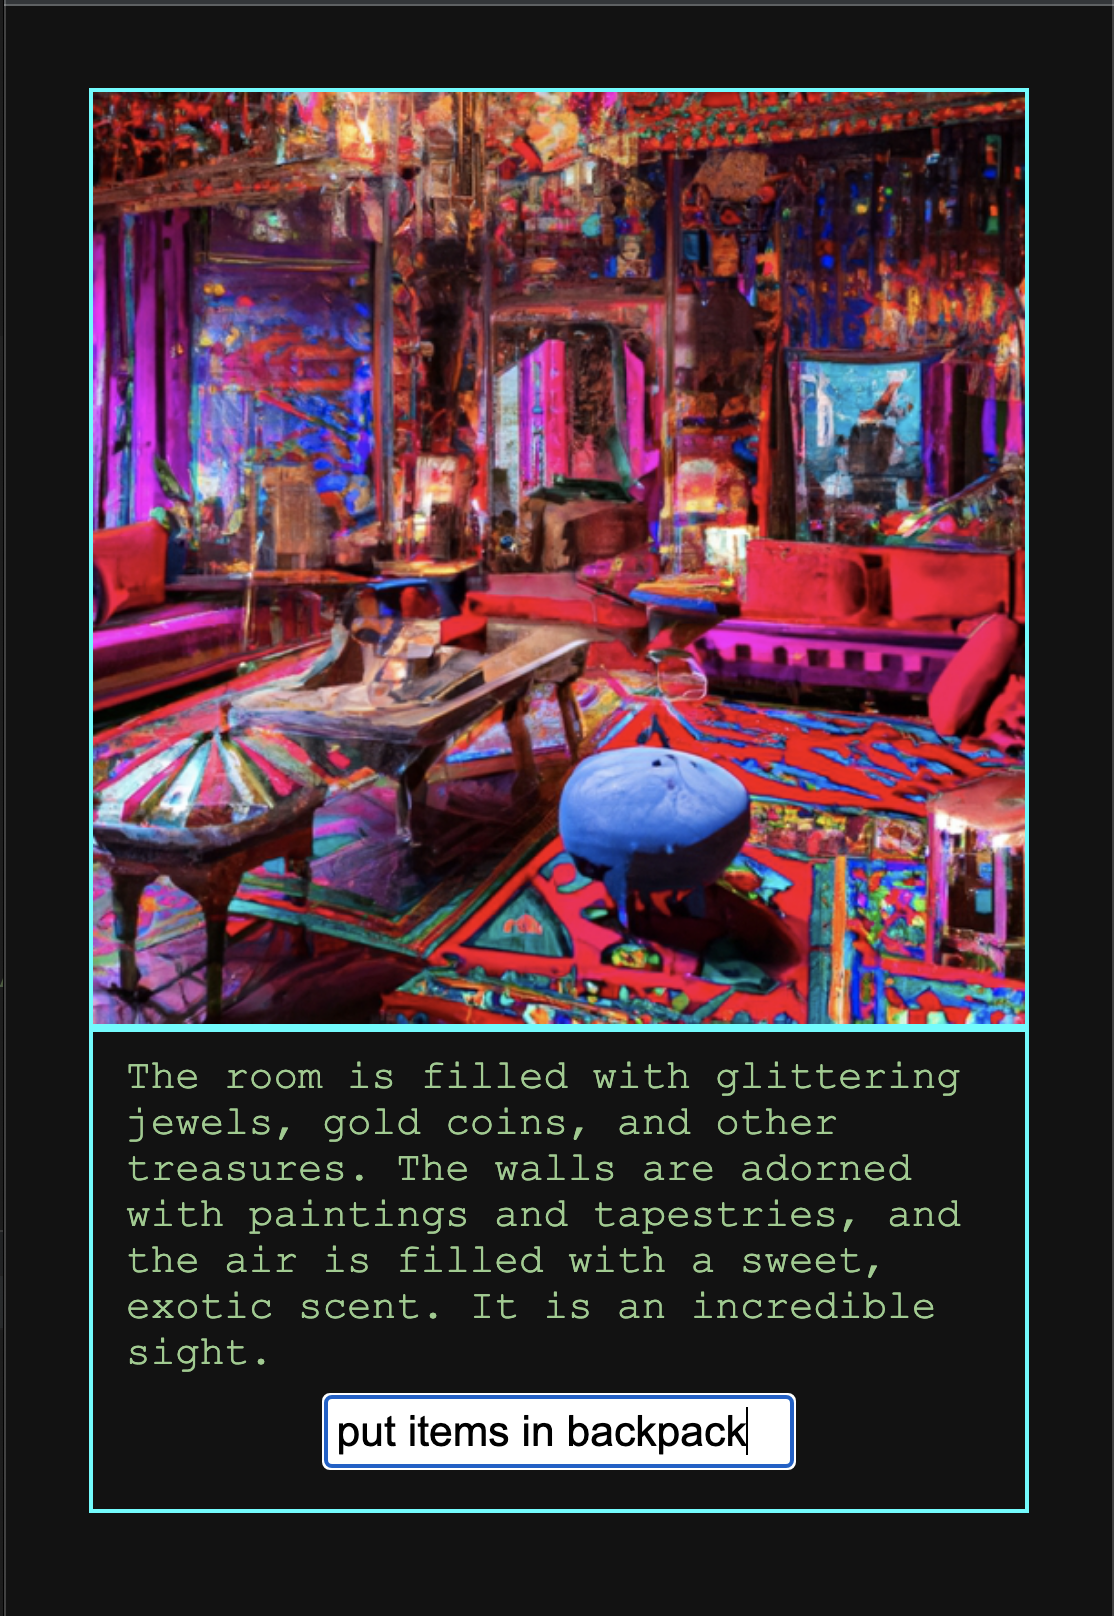 The room is filled with glittering
jewels, gold coins, and other
treasures. The walls are adorned
with paintings and tapestries, and
the air is filled with a sweet,
exotic scent. It is an incredible
sight.
put items in backpack